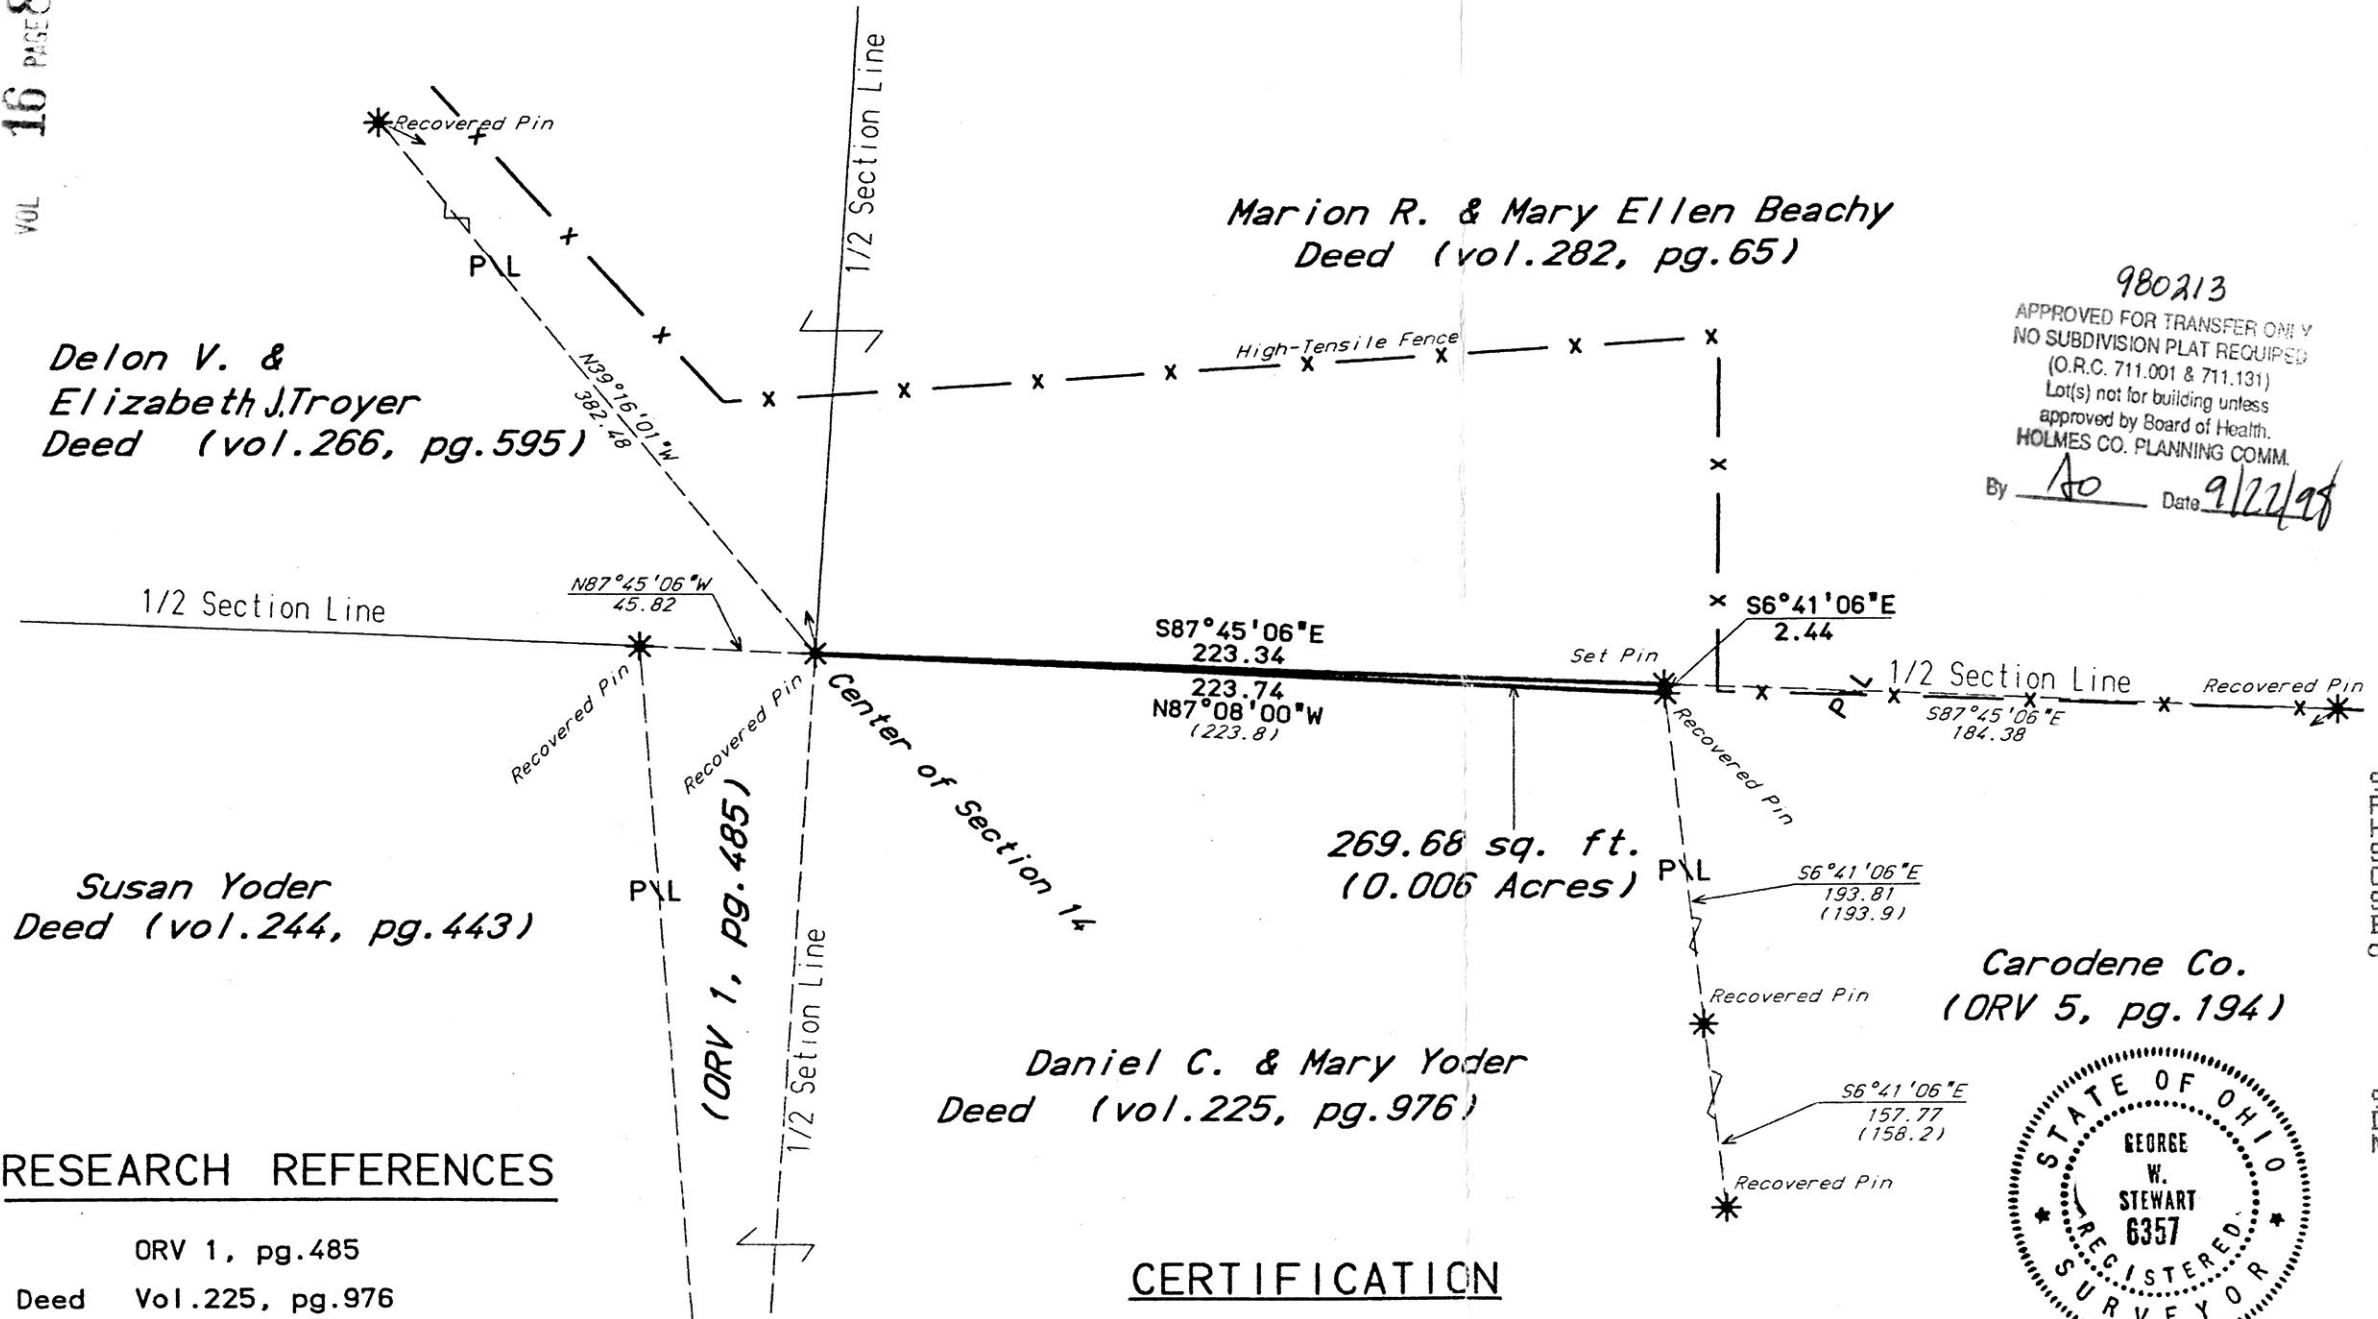 VOL 16 PAGE
Recovered Pin
1/2 Section Line
P\L
Marion R. & Mary Ellen Beachy
Deed (vol.282, pg.65)
980213
APPROVED FOR TRANSFER ONLY
NO SUBDIVISION PLAT REQUIRED
(O.R.C. 711.001 & 711.131)
Lot(s) not for building unless
approved by Board of Health.
HOLMES CO. PLANNING COMM.
By Date 9/22/98
High-Tensile Fence
Delon V. &
Elizabeth J.Troyer
Deed (vol.266, pg.595)
N39°16'01"W
382.48
1/2 Section Line
N87°45'06"W
45.82
S87°45'06"E
223.34
223.74
N87°08'00"W
(223.8)
Set Pin
S6°41'06"E
2.44
1/2 Section Line
P L
S87°45'06"E
184.38
Recovered Pin
Recovered Pin
Recovered Pin
Center of Section 14
Recovered Pin
269.68 sq. ft.
(0.006 Acres)
P\L
S6°41'06"E
193.81
(193.9)
Susan Yoder
Deed (vol.244, pg.443)
P\L
(ORV 1, pg.485)
1/2 Setion Line
Recovered Pin
Carodene Co.
(ORV 5, pg.194)
Daniel C. & Mary Yoder
Deed (vol.225, pg.976)
S6°41'06"E
157.77
(158.2)
Recovered Pin
STATE OF OHIO
GEORGE
W.
STEWART
6357
REGISTERED
SURVEYOR
RESEARCH REFERENCES
ORV 1, pg.485
Deed Vol.225, pg.976
CERTIFICATION